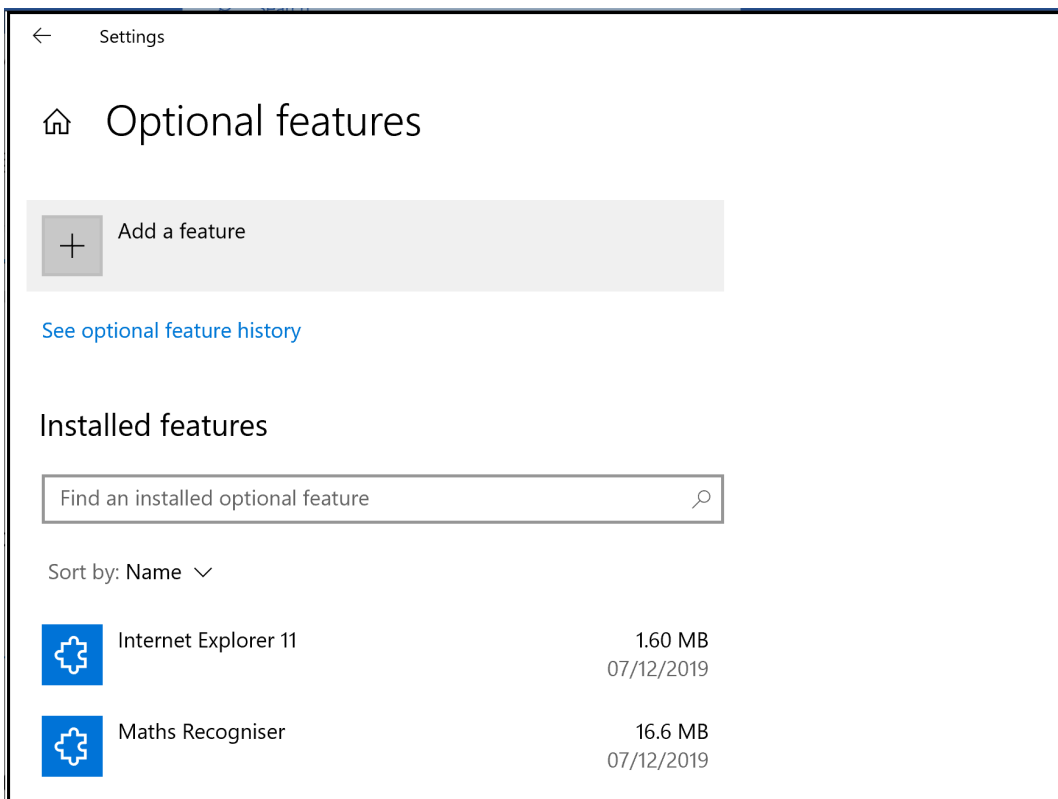 Settings
Optional features
Add a feature
See optional feature history
Installed features
Find an installed optional feature
Sort by: Name
Internet Explorer 11 1.60 MB
07/12/2019
Maths Recogniser 16.6 MB
07/12/2019